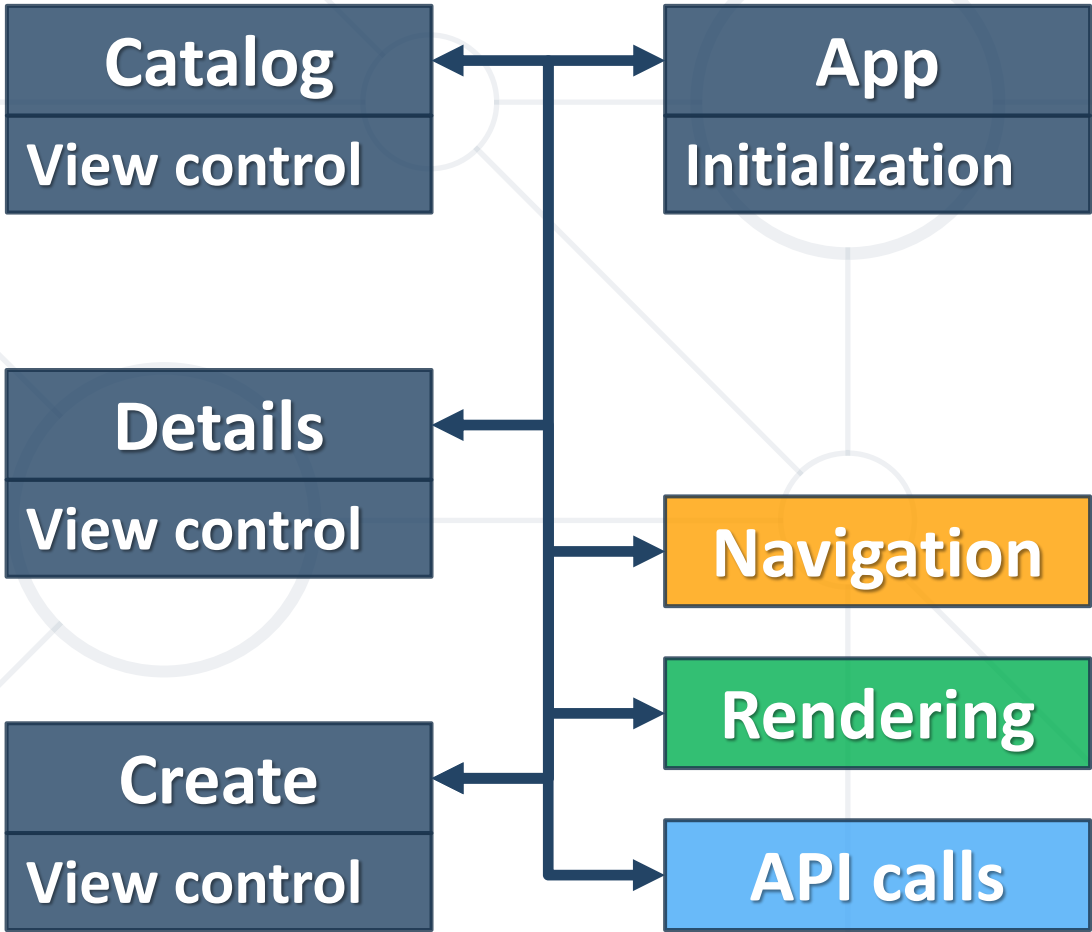 Catalog
View control
App
Initialization
Details
View control
Navigation
Rendering
Create
View control
API calls